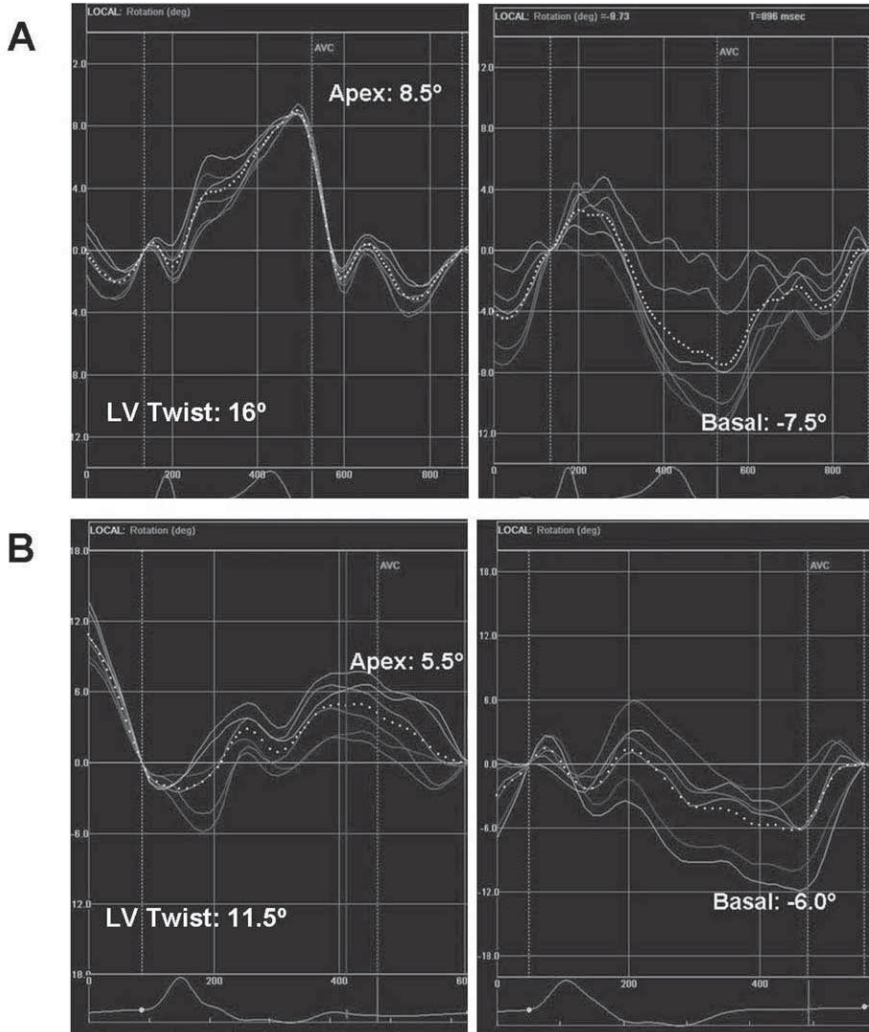 A
LOCAL: Rotation (deg)
AVC
2.0
Apex: 8.5º
8.0
4.0
0.0
4.0
8.0
LV Twist: 16º
12.0
0 200 400 600 800
LOCAL: Rotation (deg) =-9.73 T=896 msec
12.0
AVC
8.0
4.0
0.0
-4.0
-8.0
Basal: -7.5º
-12.0
0 200 400 600 800
B
LOCAL: Rotation (deg)
18.0
AVC
12.0
Apex: 5.5º
6.0
0.0
-6.0
12.0
LV Twist: 11.5º
18.0
0 200 400
LOCAL: Rotation (deg)
18.0
AVC
12.0
6.0
0.0
-6.0
-12.0
Basal: -6.0º
-18.0
0 200 400